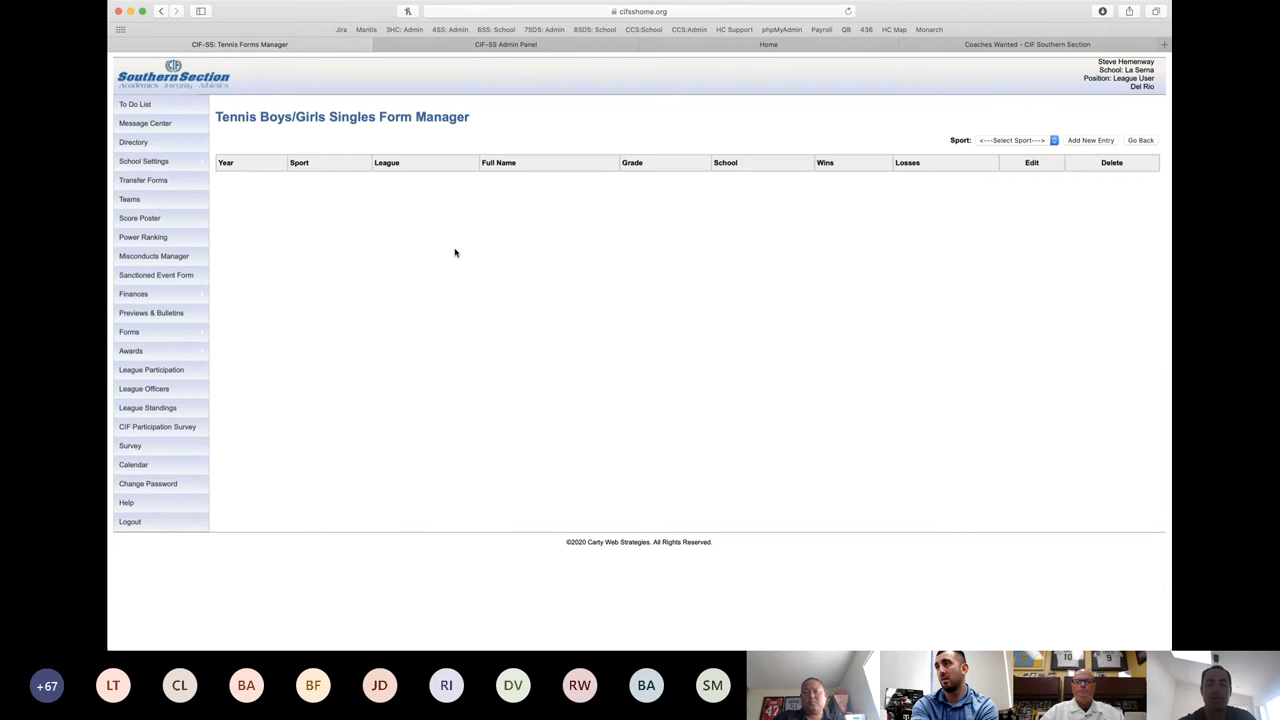 cifsshome.org
Jira Mantis 3HC: Admin 4SS: Admin 6SS: School 7SDS: Admin 8SDS: School CCS:School CCS:Admin HC Support phpMyAdmin Payroll QB 436 HC Map Monarch
CIF-SS: Tennis Forms Manager CIF-SS Admin Panel Home Coaches Wanted - CIF Southern Section
Southern Section
Academics Integrity Athletics
Steve Hemenway
School: La Serna
Position: League User
Del Rio
To Do List
Message Center
Directory
School Settings
Transfer Forms
Teams
Score Poster
Power Ranking
Misconducts Manager
Sanctioned Event Form
Finances
Previews & Bulletins
Forms
Awards
League Participation
League Officers
League Standings
CIF Participation Survey
Survey
Calendar
Change Password
Help
Logout
Tennis Boys/Girls Singles Form Manager
Sport: <---Select Sport---> Add New Entry Go Back
Year Sport League Full Name Grade School Wins Losses Edit Delete
©2020 Carty Web Strategies. All Rights Reserved.
+67 LT CL BA BF JD RI DV RW BA SM
10 9